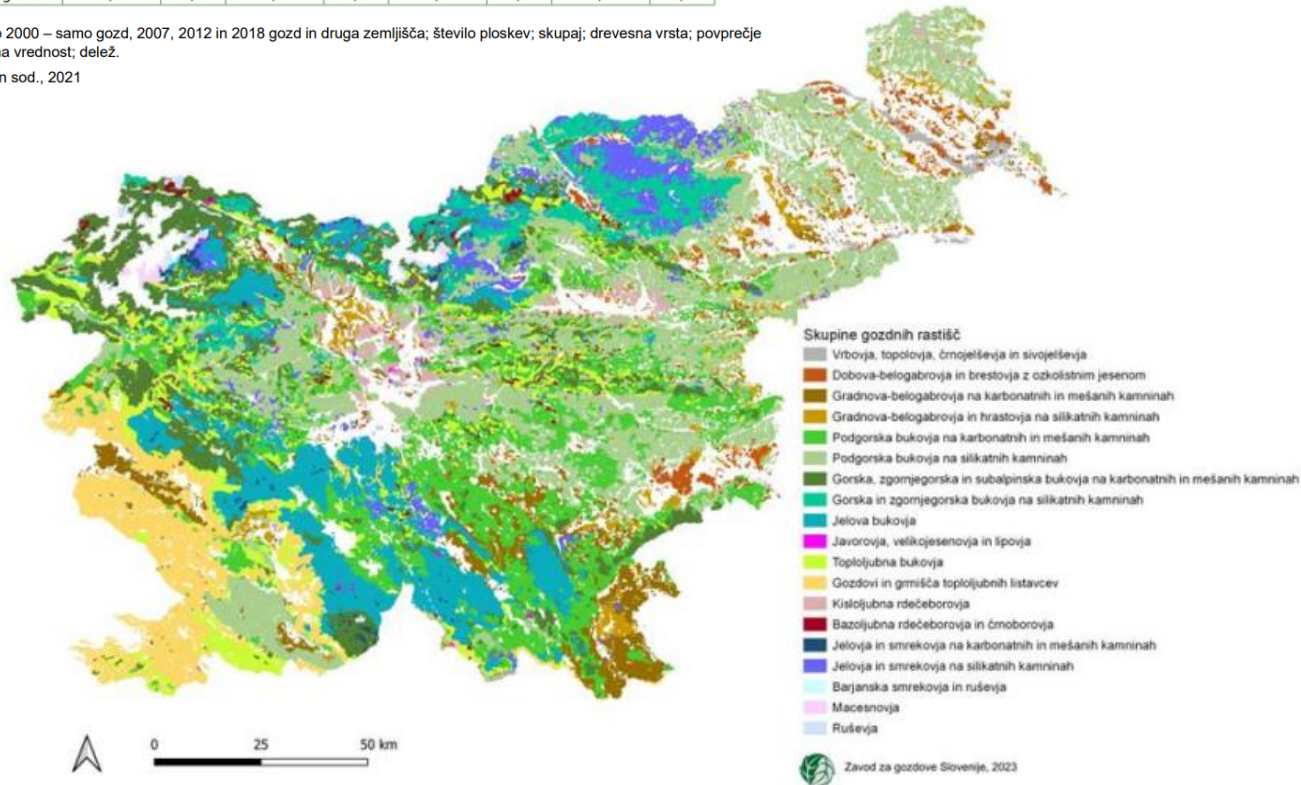 2000 – samo gozd, 2007, 2012 in 2018 gozd in druga zemljišča; število ploskev; skupaj; drevesna vrsta; povprečje
vrednost; delež.
sod., 2021
Skupine gozdnih rastišč
Vrbovja, topolovja, črnojelševja in sivojelševja
Dobova-belogabrovja in brestovja z ozkolistnim jesenom
Gradnova-belogabrovja na karbonatnih in mešanih kamninah
Gradnova-belogabrovja in hrastovja na silikatnih kamninah
Podgorska bukovja na karbonatnih in mešanih kamninah
Podgorska bukovja na silikatnih kamninah
Gorska, zgornjegorska in subalpinska bukovja na karbonatnih in mešanih kamninah
Gorska in zgornjegorska bukovja na silikatnih kamninah
Jelova bukovja
Javorovja, velikojesenovja in lipovja
Toploljubna bukovja
Gozdovi in grmišča toploljubnih listavcev
Kisloljubna rdečeborovja
Bazoljubna rdečeborovja in črnoborovja
Jelovja in smrekovja na karbonatnih in mešanih kamninah
Jelovja in smrekovja na silikatnih kamninah
Barjanska smrekovja in ruševja
Macesnovja
Ruševja
0 25 50 km
Zavod za gozdove Slovenije, 2023